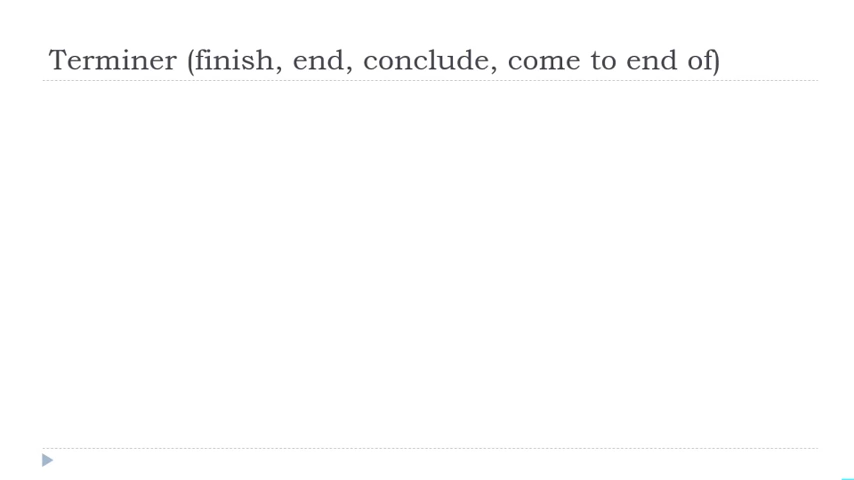 Terminer (finish, end, conclude, come to end of)